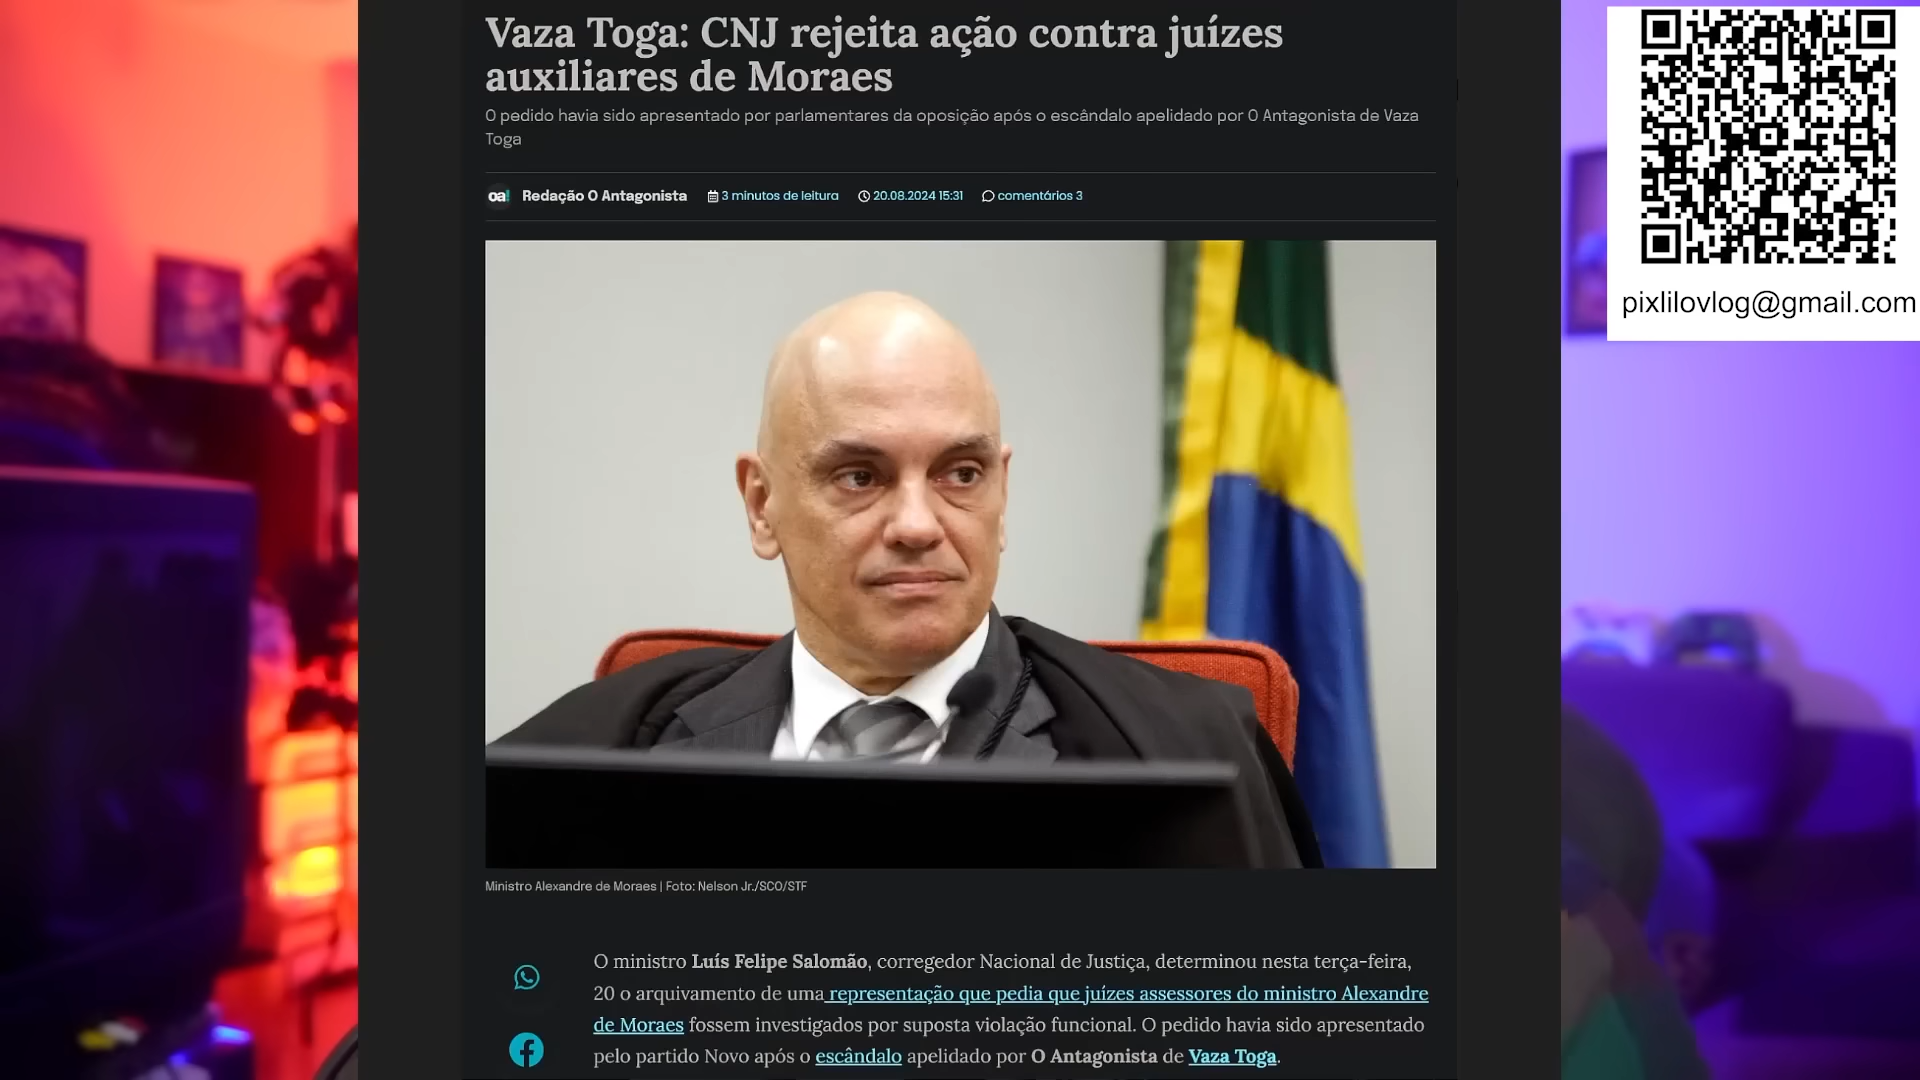 Vaza Toga: CNJ rejeita ação contra juízes
auxiliares de Moraes
O pedido havia sido apresentado por parlamentares da oposição após o escândalo apelidado por O Antagonista de Vaza
Toga
oa! Redação O Antagonista 3 minutos de leitura 20.08.2024 15:31 comentários 3
pixlilovlog@gmail.com
Ministro Alexandre de Moraes | Foto: Nelson Jr./SCO/STF
O ministro Luís Felipe Salomão, corregedor Nacional de Justiça, determinou nesta terça-feira,
20 o arquivamento de uma representação que pedia que juízes assessores do ministro Alexandre
de Moraes fossem investigados por suposta violação funcional. O pedido havia sido apresentado
pelo partido Novo após o escândalo apelidado por O Antagonista de Vaza Toga.